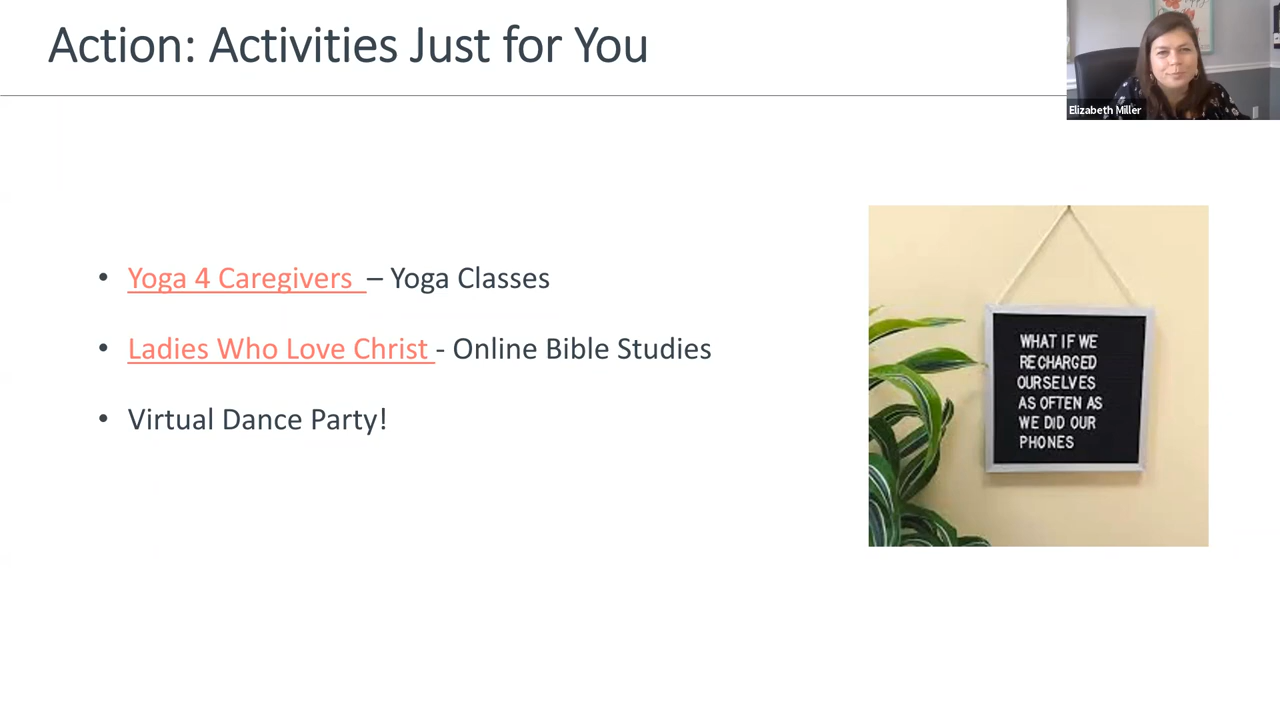 Action: Activities Just for You
Elizabeth Miller
• Yoga 4 Caregivers – Yoga Classes
• Ladies Who Love Christ - Online Bible Studies
• Virtual Dance Party!
WHAT IF WE
RECHARGED
OURSELVES
AS OFTEN AS
WE DID OUR
PHONES